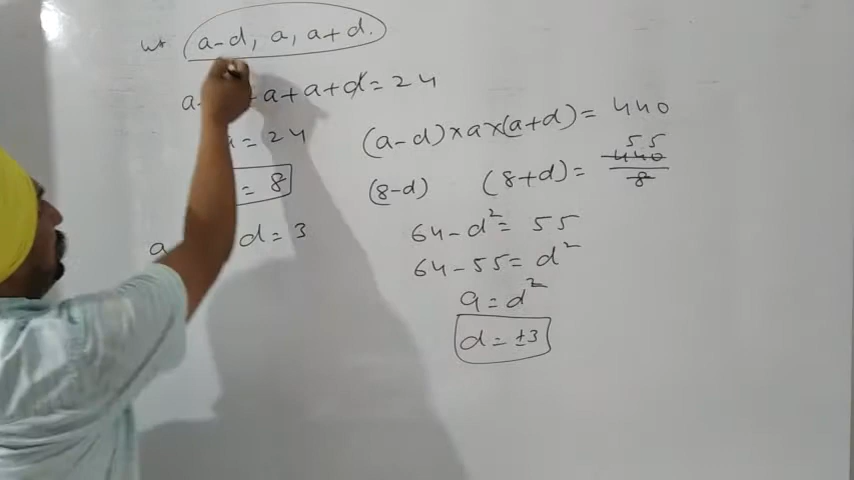 let a-d, a, a+d.
a- + a + a + d = 24
a = 24
= 8
a d = 3
(a-d)×a×(a+d) = 440
55
(8-d) (8+d) = 440/8
64-d² = 55
64-55 = d²
9 = d²
d = ±3